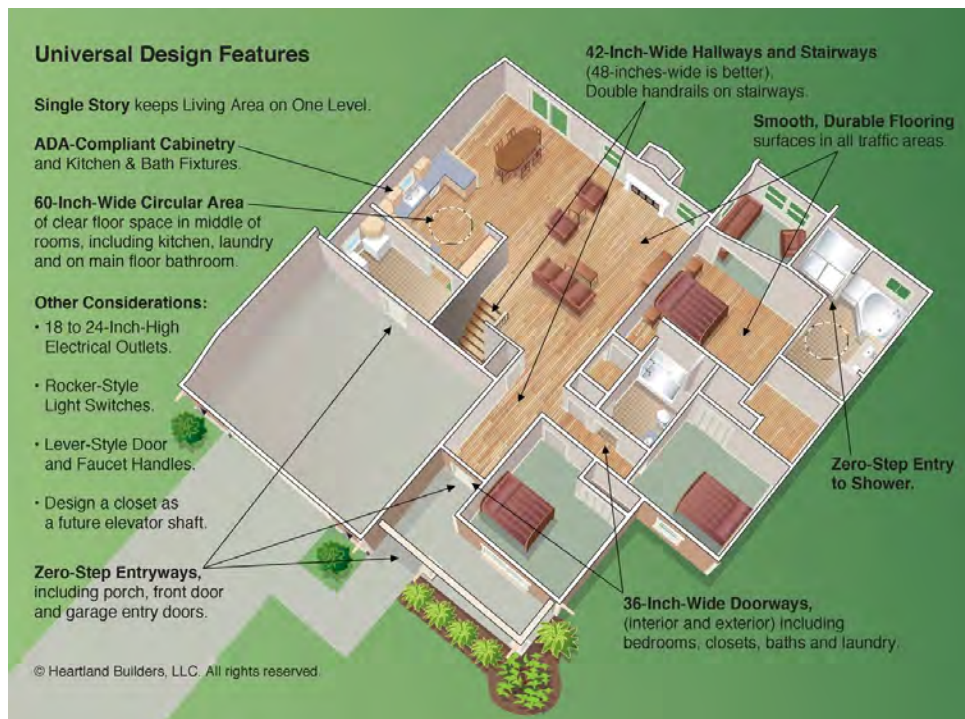 Universal Design Features
Single Story keeps Living Area on One Level.
ADA-Compliant Cabinetry
and Kitchen & Bath Fixtures.
60-Inch-Wide Circular Area
of clear floor space in middle of
rooms, including kitchen, laundry
and on main floor bathroom.
Other Considerations:
• 18 to 24-Inch-High
Electrical Outlets.
• Rocker-Style
Light Switches.
• Lever-Style Door
and Faucet Handles.
• Design a closet as
a future elevator shaft.
Zero-Step Entryways,
including porch, front door
and garage entry doors.
© Heartland Builders, LLC. All rights reserved.
42-Inch-Wide Hallways and Stairways
(48-inches-wide is better).
Double handrails on stairways.
Smooth, Durable Flooring
surfaces in all traffic areas.
Zero-Step Entry
to Shower.
36-Inch-Wide Doorways,
(interior and exterior) including
bedrooms, closets, baths and laundry.